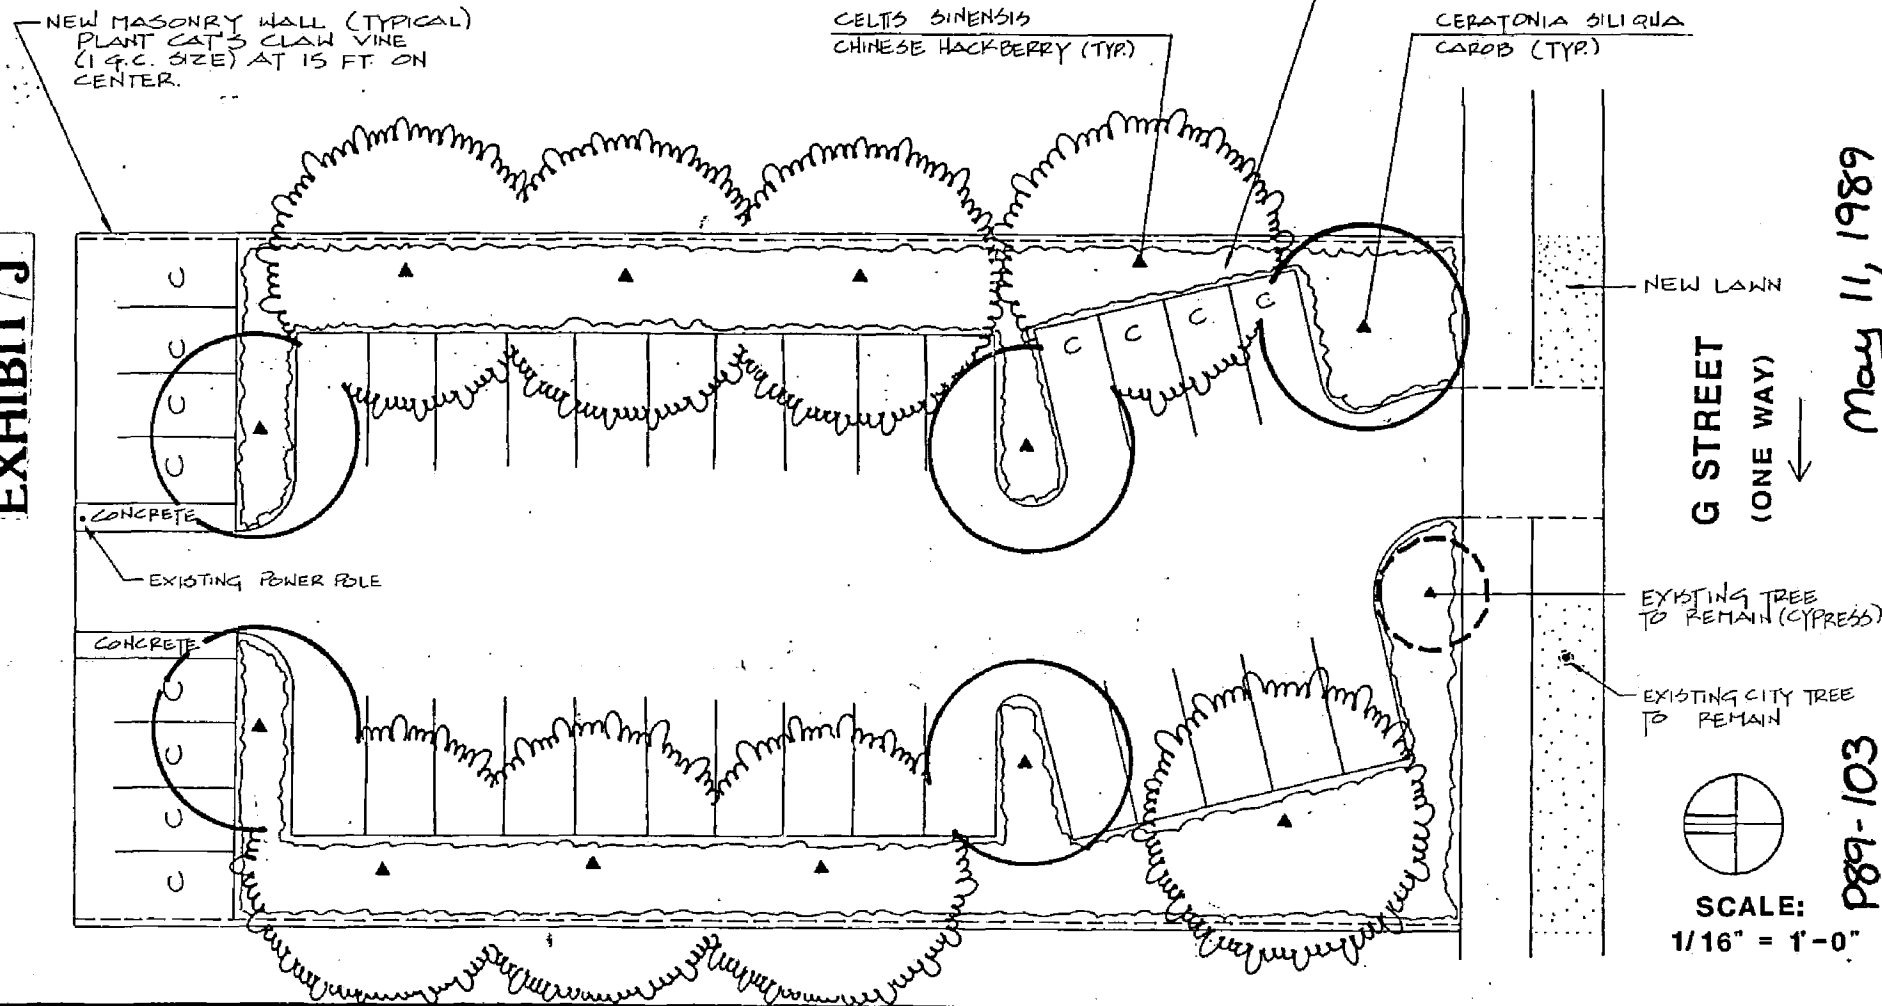 NEW MASONRY WALL (TYPICAL)
PLANT CAT'S CLAW VINE
(1 G.C. SIZE) AT 15 FT. ON
CENTER.
CELTIS SINENSIS
CHINESE HACKBERRY (TYP.)
CERATONIA SILIQUA
CAROB (TYP.)
EXHIBIT J
C
C
C
C
C
C
C
C
CONCRETE
EXISTING POWER POLE
CONCRETE
C
C
C
C
NEW LAWN
G STREET
(ONE WAY)
May 11, 1989
EXISTING TREE
TO REMAIN (CYPRESS)
EXISTING CITY TREE
TO REMAIN
P89-103
SCALE:
1/16" = 1'-0"